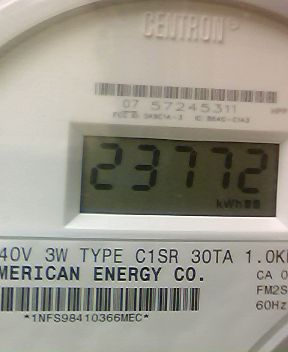 CENTRON®
07 57245311
23772
kWh
40V 3W TYPE C1SR 30TA 1.0K
MERICAN ENERGY CO.
CA 0
FM2S
60Hz
*1NFS98410366MEC*